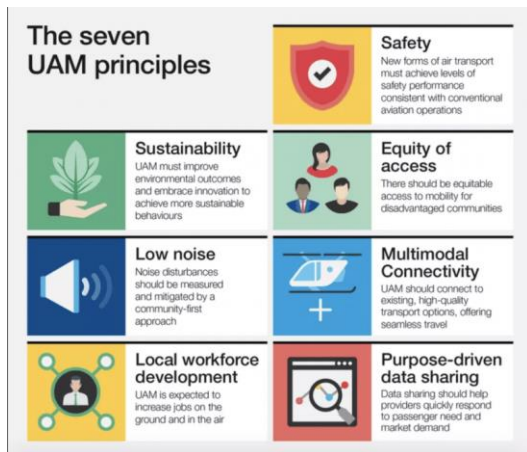 The seven
UAM principles
Safety
New forms of air transport
must achieve levels of
safety performance
consistent with conventional
aviation operations
Sustainability
UAM must improve
environmental outcomes
and embrace innovation to
achieve more sustainable
behaviours
Equity of
access
There should be equitable
access to mobility for
disadvantaged communities
Low noise
Noise disturbances
should be measured
and mitigated by a
community-first
approach
Multimodal
Connectivity
UAM should connect to
existing, high-quality
transport options, offering
seamless travel
Local workforce
development
UAM is expected to
increase jobs on the
ground and in the air
Purpose-driven
data sharing
Data sharing should help
providers quickly respond
to passenger need and
market demand